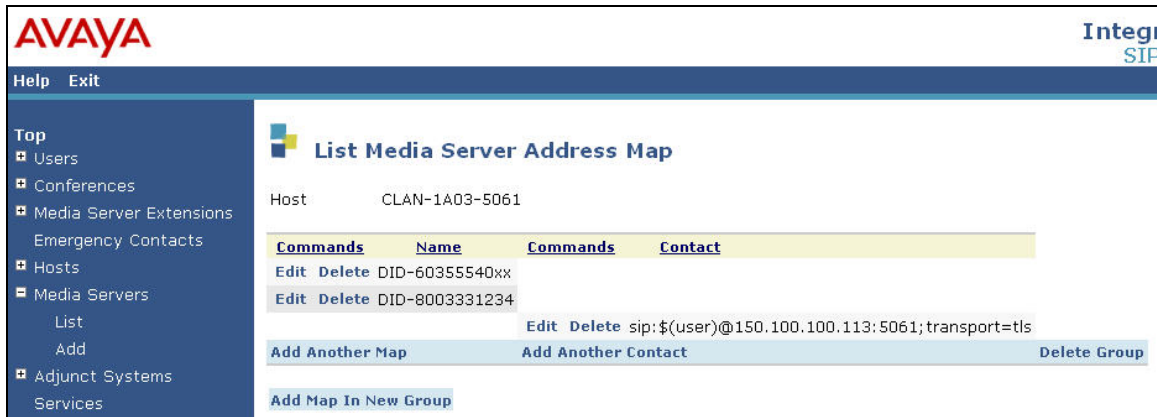 AVAYA
Integr
SIP
Help Exit
Top
Users
Conferences
Media Server Extensions
Emergency Contacts
Hosts
Media Servers
List
Add
Adjunct Systems
Services
List Media Server Address Map
Host CLAN-1A03-5061
Commands Name Commands Contact
Edit Delete DID-60355540xx
Edit Delete DID-8003331234
Edit Delete sip:$(user)@150.100.100.113:5061;transport=tls
Add Another Map Add Another Contact Delete Group
Add Map In New Group